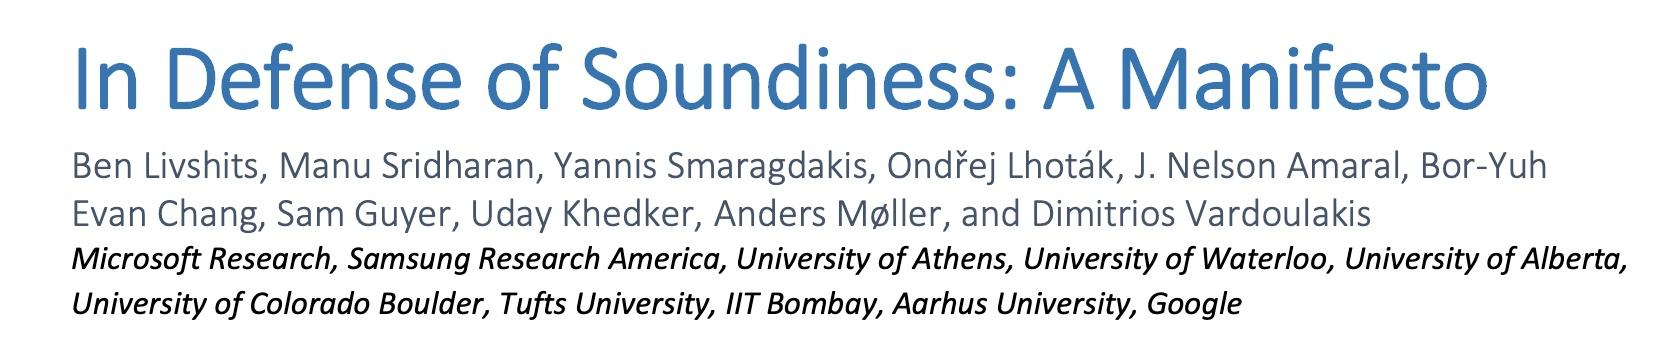 In Defense of Soundiness: A Manifesto
Ben Livshits, Manu Sridharan, Yannis Smaragdakis, Ondřej Lhoták, J. Nelson Amaral, Bor-Yuh
Evan Chang, Sam Guyer, Uday Khedker, Anders Møller, and Dimitrios Vardoulakis
Microsoft Research, Samsung Research America, University of Athens, University of Waterloo, University of Alberta,
University of Colorado Boulder, Tufts University, IIT Bombay, Aarhus University, Google